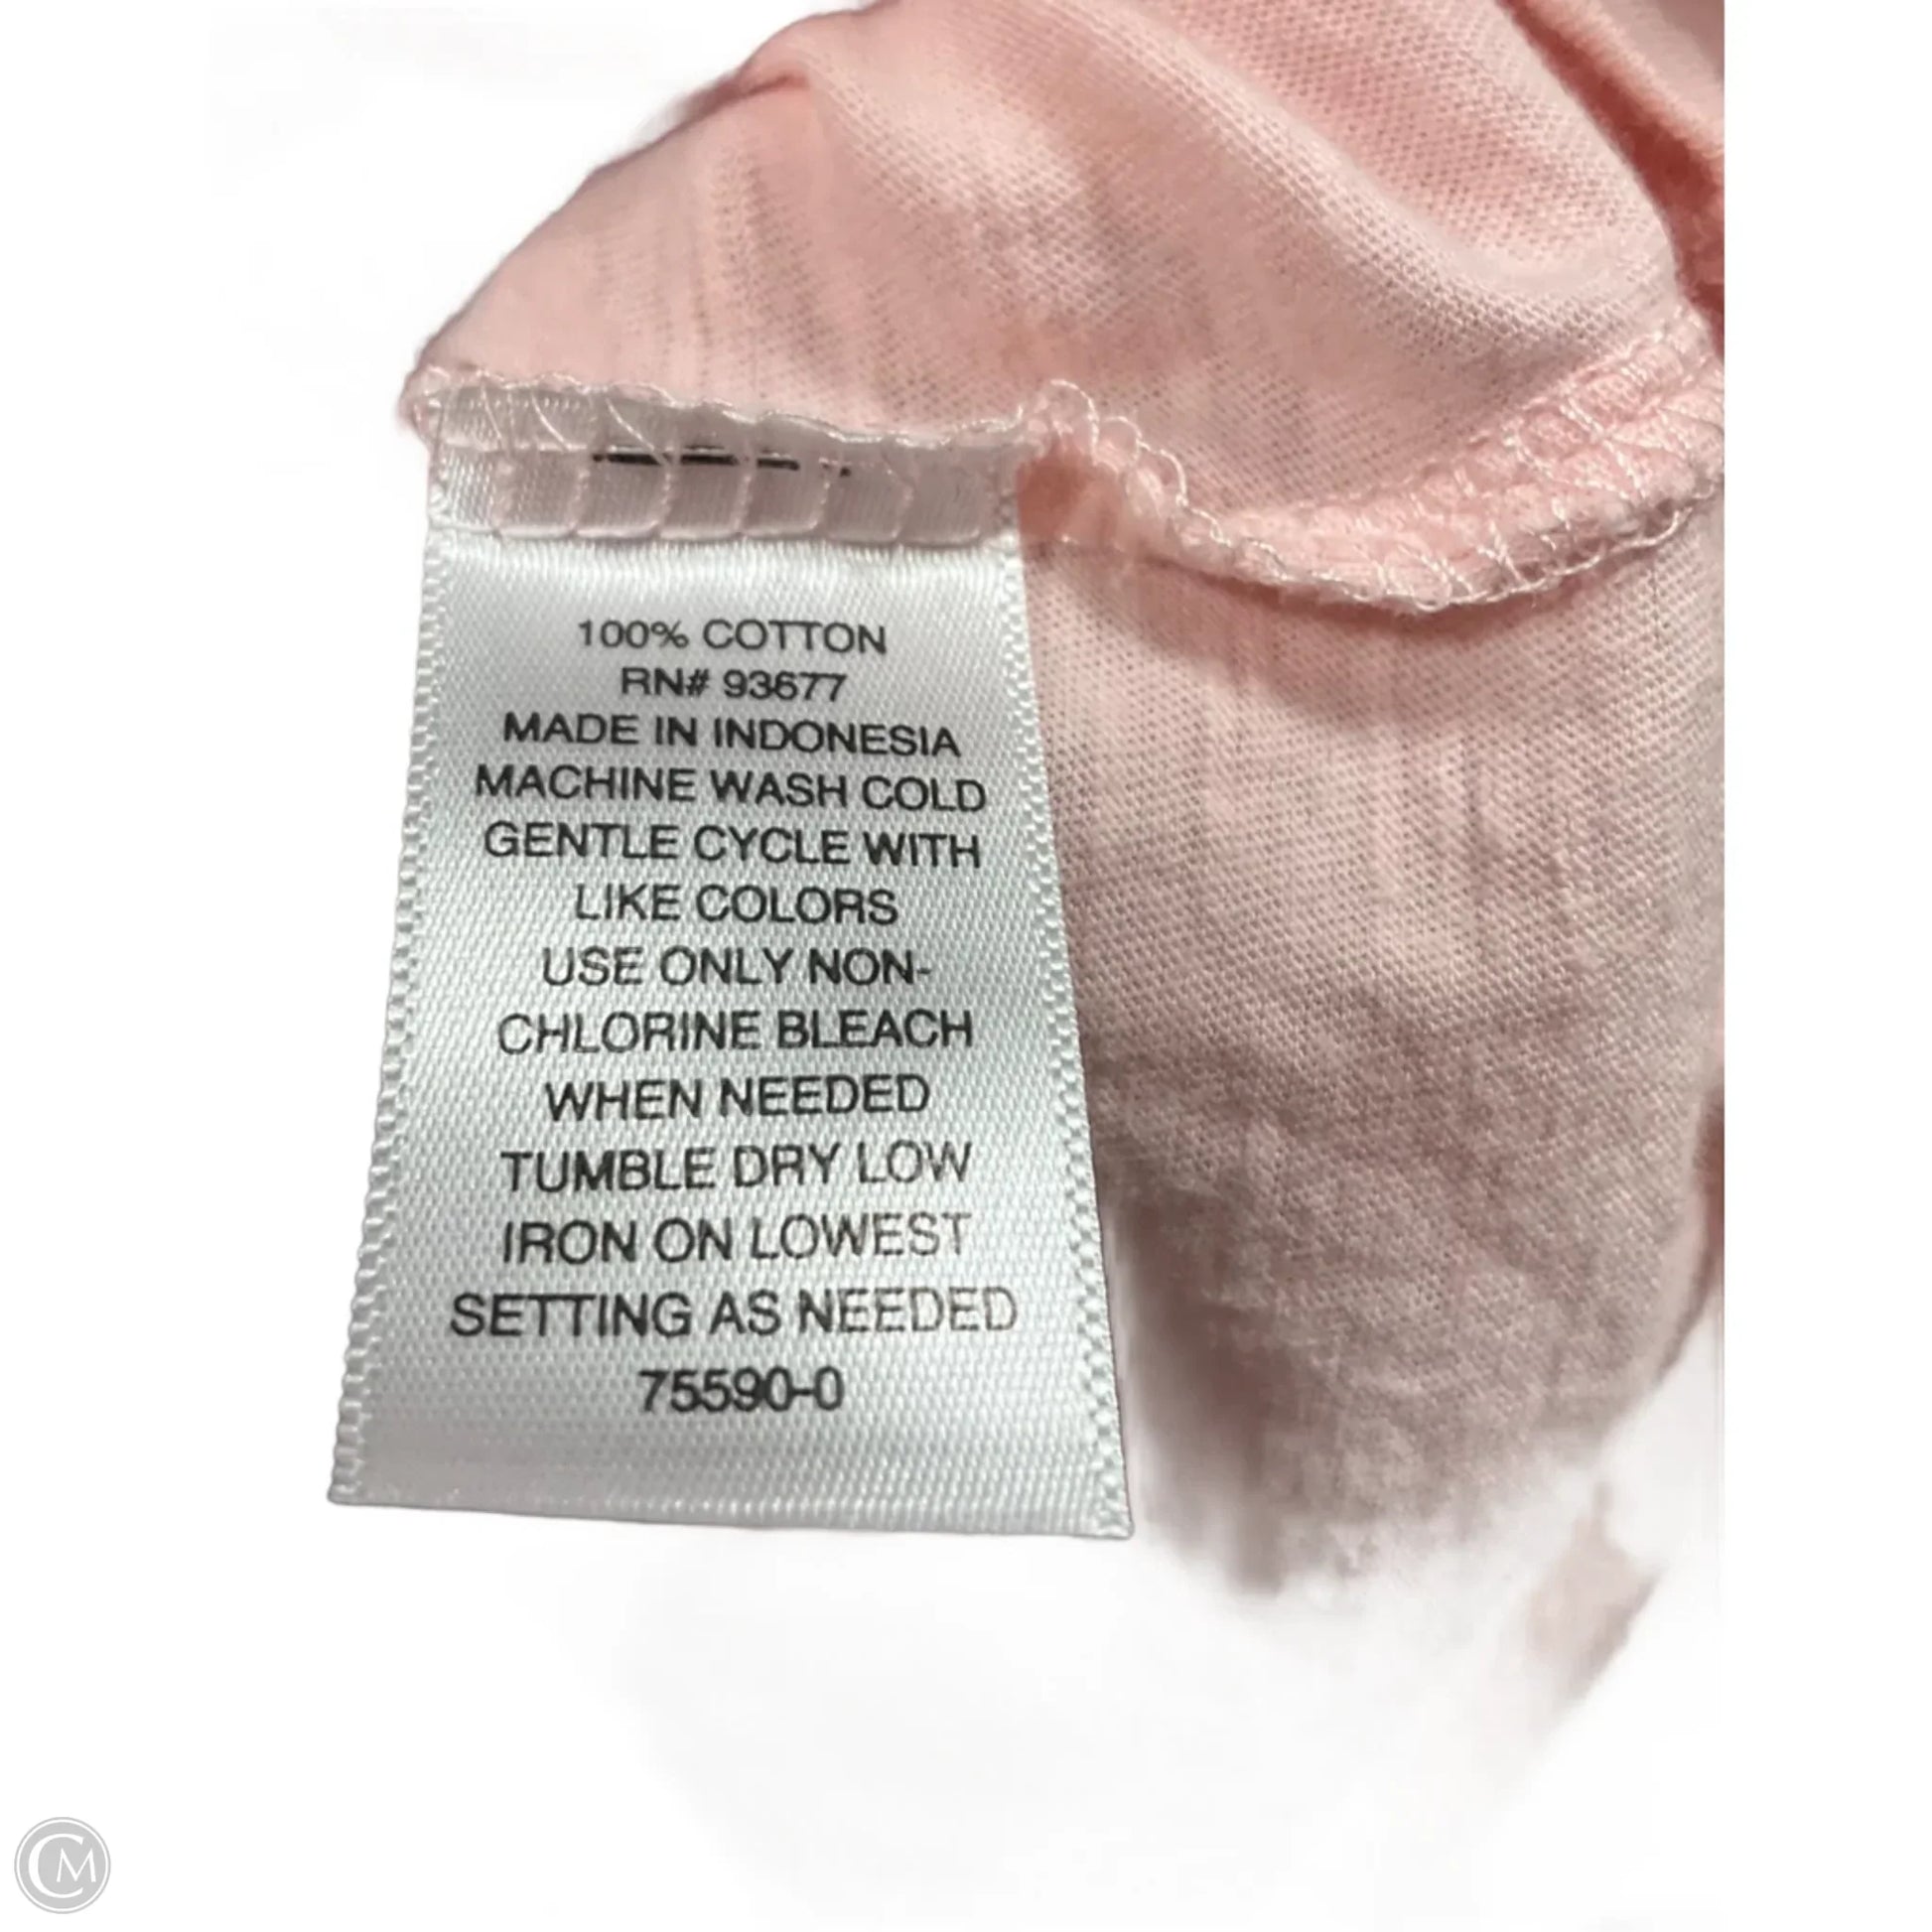 100% COTTON
RN# 93677
MADE IN INDONESIA
MACHINE WASH COLD
GENTLE CYCLE WITH
LIKE COLORS
USE ONLY NON-
CHLORINE BLEACH
WHEN NEEDED
TUMBLE DRY LOW
IRON ON LOWEST
SETTING AS NEEDED
75590-0
CM